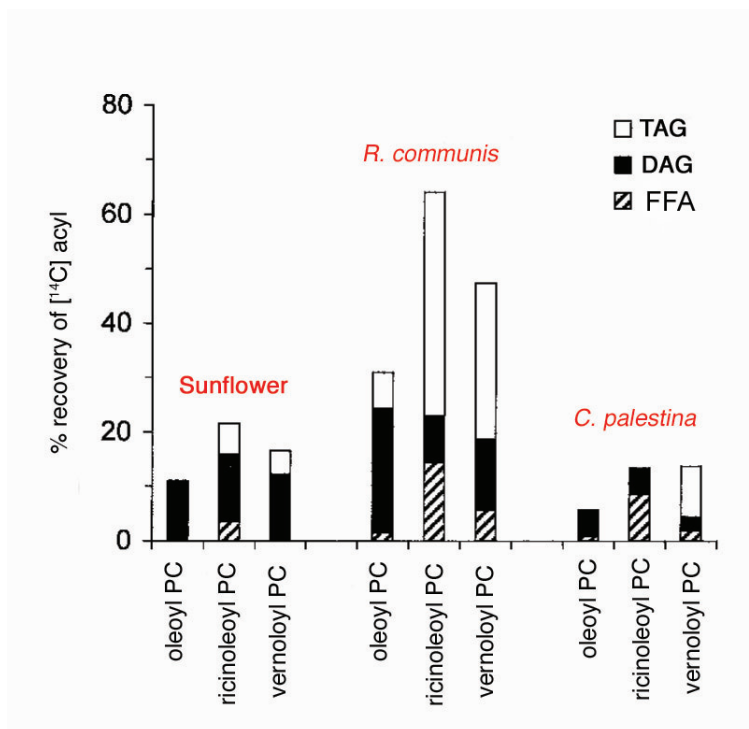 80
60
40
20
0
% recovery of [¹⁴C] acyl
TAG
DAG
FFA
Sunflower
R. communis
C. palestina
oleoyl PC
ricinoleoyl PC
vernoloyl PC
oleoyl PC
ricinoleoyl PC
vernoloyl PC
oleoyl PC
ricinoleoyl PC
vernoloyl PC